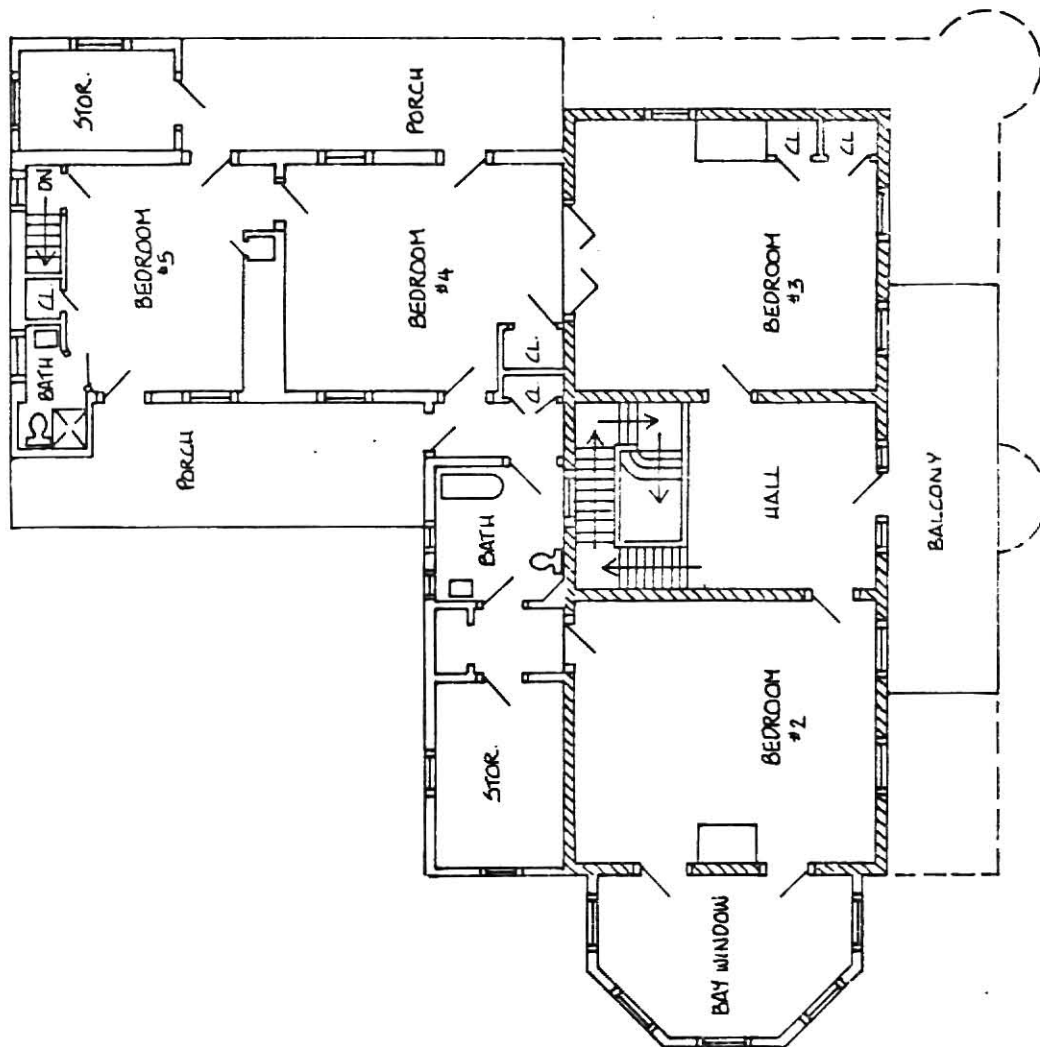 STOR.
PORCH
DN
CL.
BEDROOM
#5
BATH
BEDROOM
#4
CL.
CL.
PORCH
BATH
STOR.
CL
CL
BEDROOM
#3
HALL
BALCONY
BEDROOM
#2
BAY WINDOW